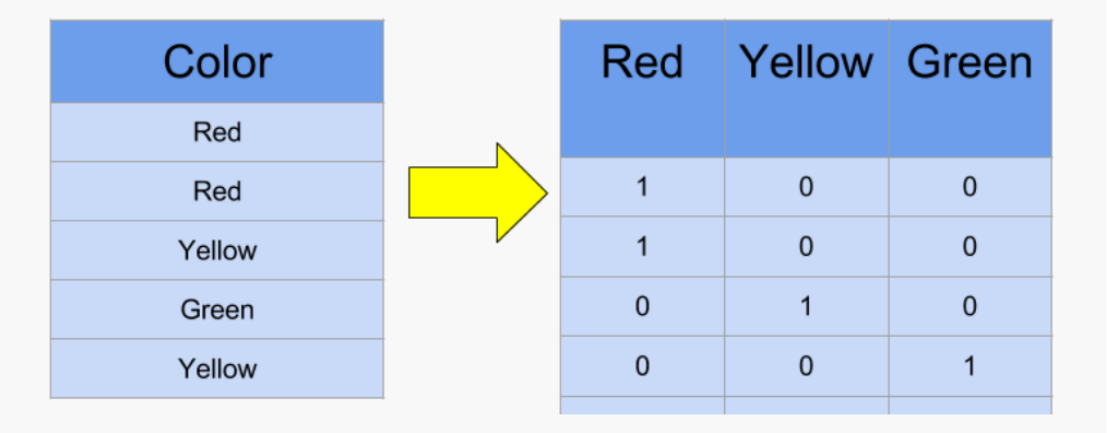 Color
Red
Red
Yellow
Green
Yellow
Red Yellow Green
1 0 0
1 0 0
0 1 0
0 0 1